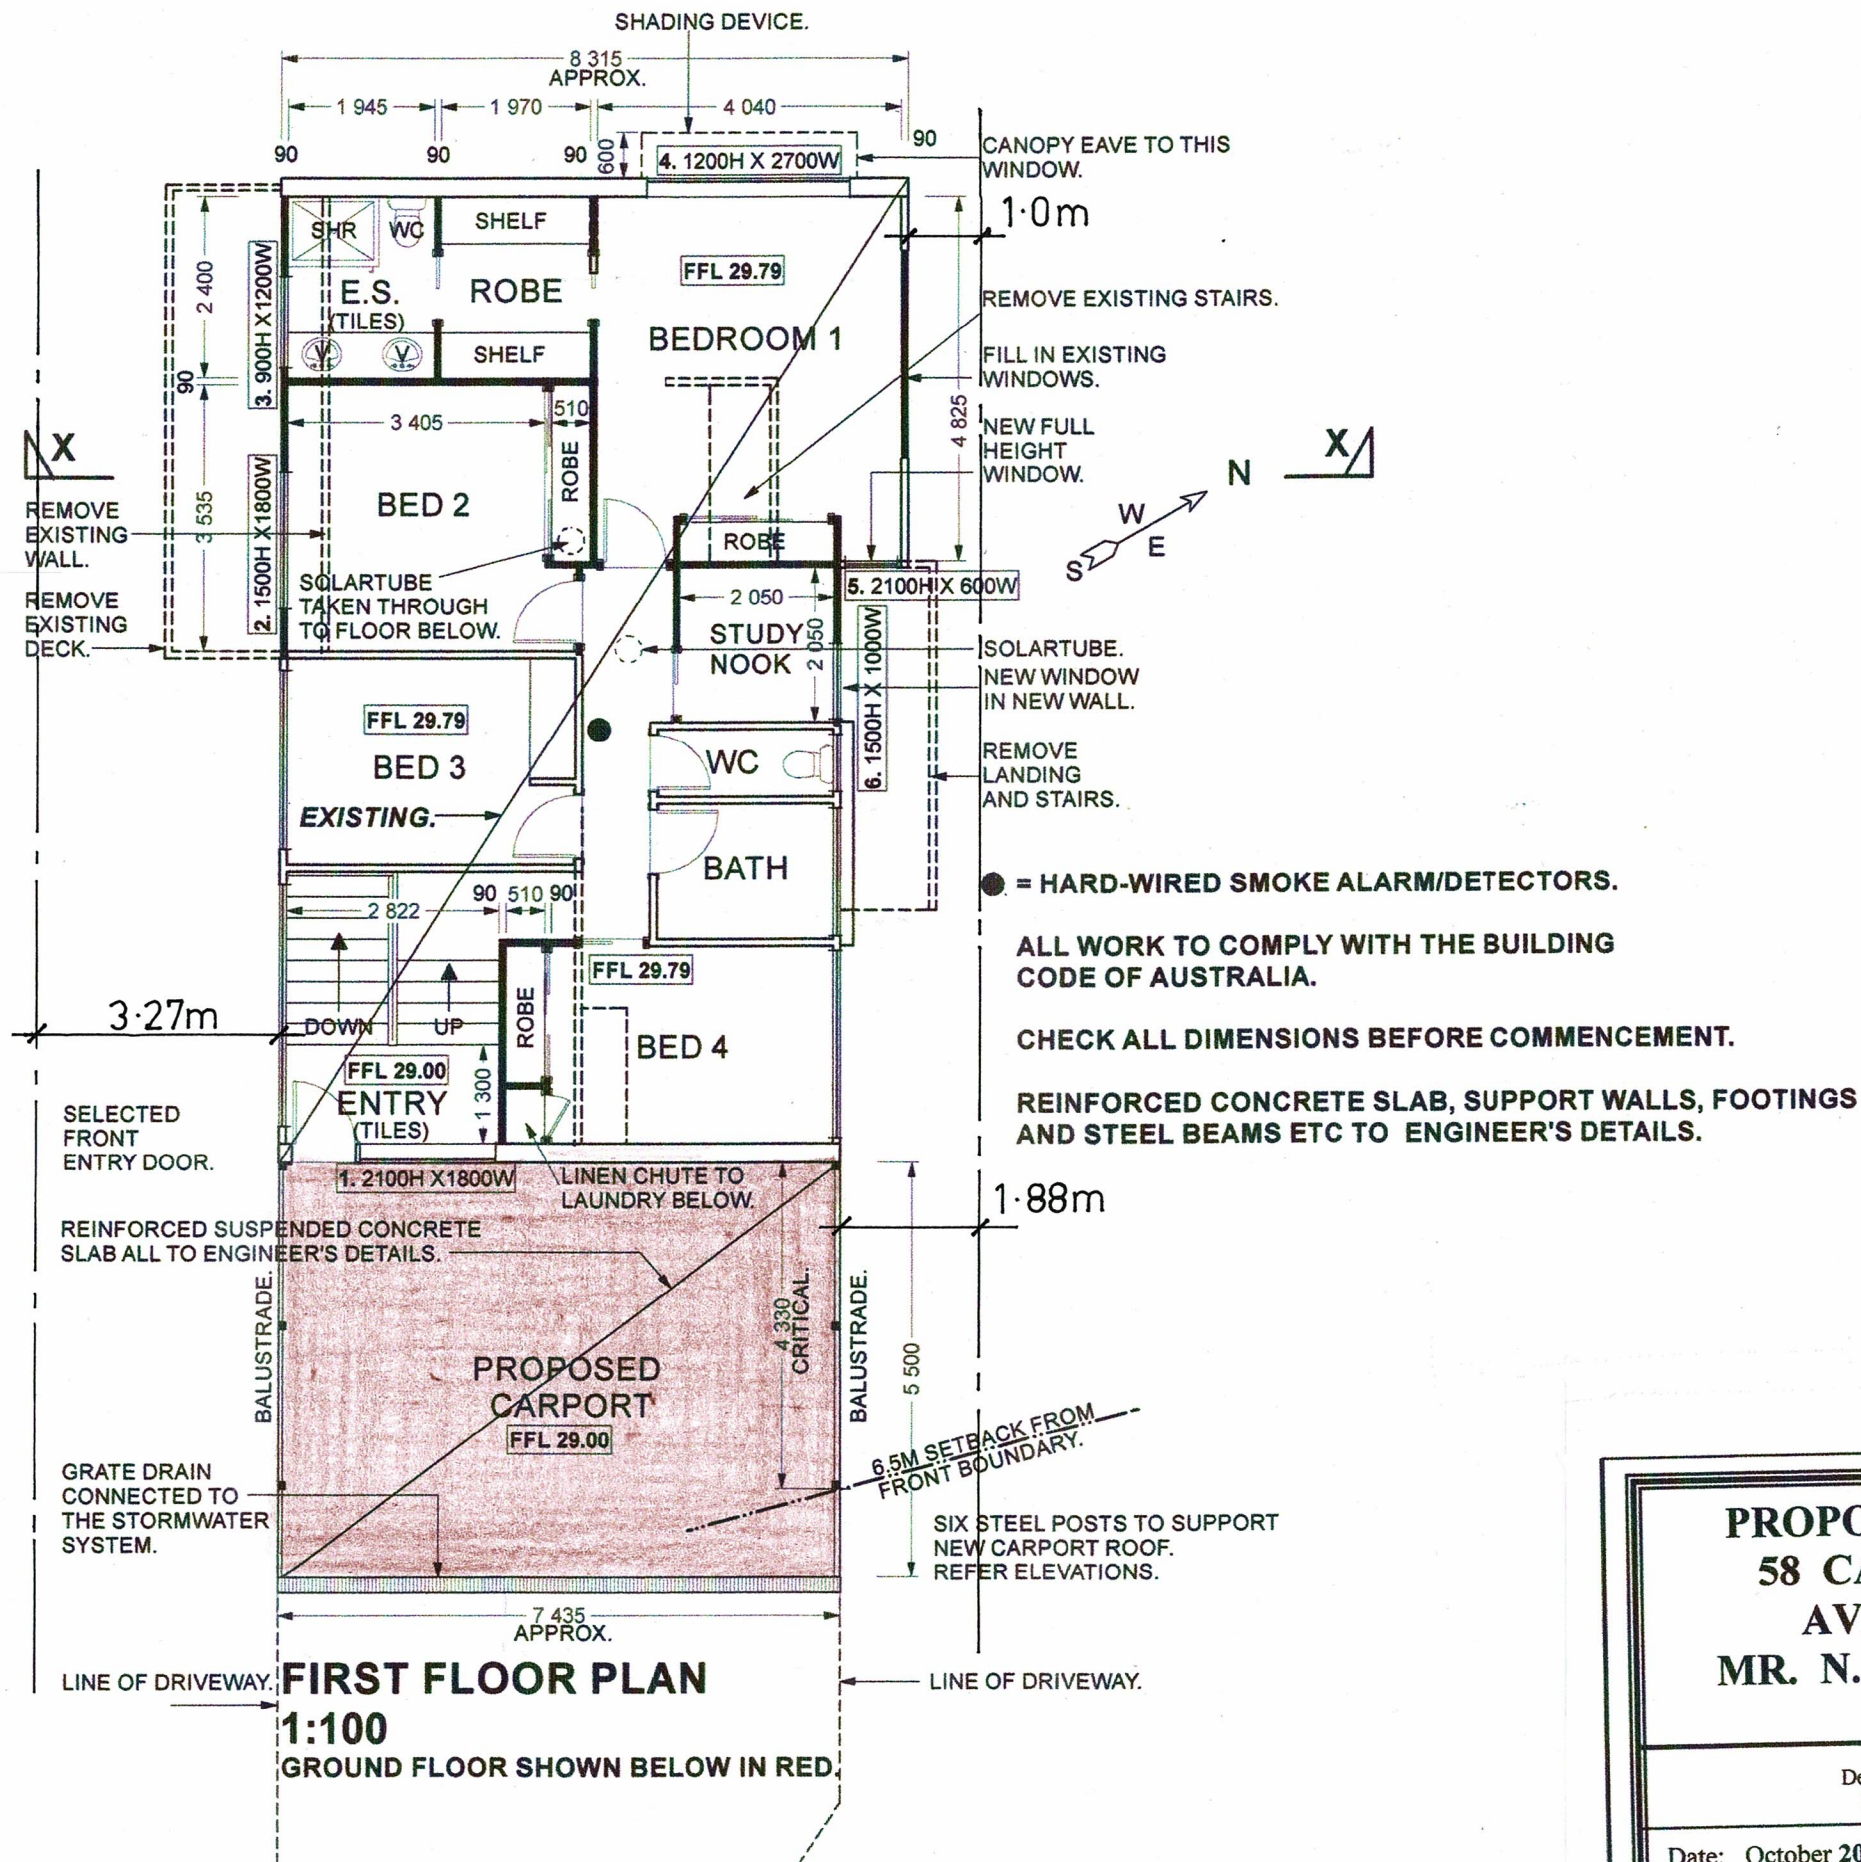 SHADING DEVICE.
8 315
APPROX.
1 945
1 970
4 040
90
90
90
600
90
4. 1200H X 2700W
CANOPY EAVE TO THIS
WINDOW.
1.0m
SHR
WC
SHELF
FFL 29.79
2 400
3. 900H X1200W
E.S.
(TILES)
ROBE
REMOVE EXISTING STAIRS.
V
V
SHELF
BEDROOM 1
FILL IN EXISTING
WINDOWS.
90
3 405
510
4 825
NEW FULL
HEIGHT
WINDOW.
X
X
N
W
E
S
ROBE
BED 2
3 535
2. 1500H X1800W
REMOVE
EXISTING
WALL.
ROBE
SOLARTUBE
TAKEN THROUGH
TO FLOOR BELOW.
5. 2100H X 600W
REMOVE
EXISTING
DECK.
2 050
STUDY
NOOK
2 050
6. 1500H X 1000W
SOLARTUBE.
NEW WINDOW
IN NEW WALL.
FFL 29.79
BED 3
WC
REMOVE
LANDING
AND STAIRS.
EXISTING.
BATH
= HARD-WIRED SMOKE ALARM/DETECTORS.
90
510
90
2 822
ALL WORK TO COMPLY WITH THE BUILDING
CODE OF AUSTRALIA.
FFL 29.79
3.27m
DOWN
UP
ROBE
BED 4
CHECK ALL DIMENSIONS BEFORE COMMENCEMENT.
FFL 29.00
1 300
ENTRY
(TILES)
REINFORCED CONCRETE SLAB, SUPPORT WALLS, FOOTINGS
AND STEEL BEAMS ETC TO ENGINEER'S DETAILS.
SELECTED
FRONT
ENTRY DOOR.
1. 2100H X1800W
LINEN CHUTE TO
LAUNDRY BELOW.
1.88m
REINFORCED SUSPENDED CONCRETE
SLAB ALL TO ENGINEER'S DETAILS.
BALUSTRADE.
4 330
CRITICAL.
BALUSTRADE.
5 500
PROPOSED
CARPORT
FFL 29.00
6.5M SETBACK FROM
FRONT BOUNDARY.
GRATE DRAIN
CONNECTED TO
THE STORMWATER
SYSTEM.
SIX STEEL POSTS TO SUPPORT
NEW CARPORT ROOF.
REFER ELEVATIONS.
7 435
APPROX.
LINE OF DRIVEWAY.
FIRST FLOOR PLAN
LINE OF DRIVEWAY.
1:100
GROUND FLOOR SHOWN BELOW IN RED.
PROPO
58 CA
AV
MR. N.
De
Date: October 20